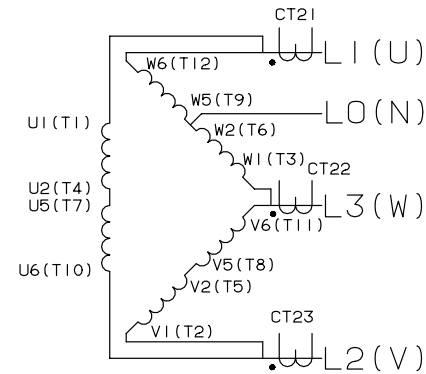 CT21
L1(U)
W6(T12)
W5(T9)
L0(N)
U1(T1)
W2(T6)
W1(T3)
CT22
U2(T4)
U5(T7)
L3(W)
V6(T11)
V5(T8)
U6(T10)
V2(T5)
CT23
V1(T2)
L2(V)